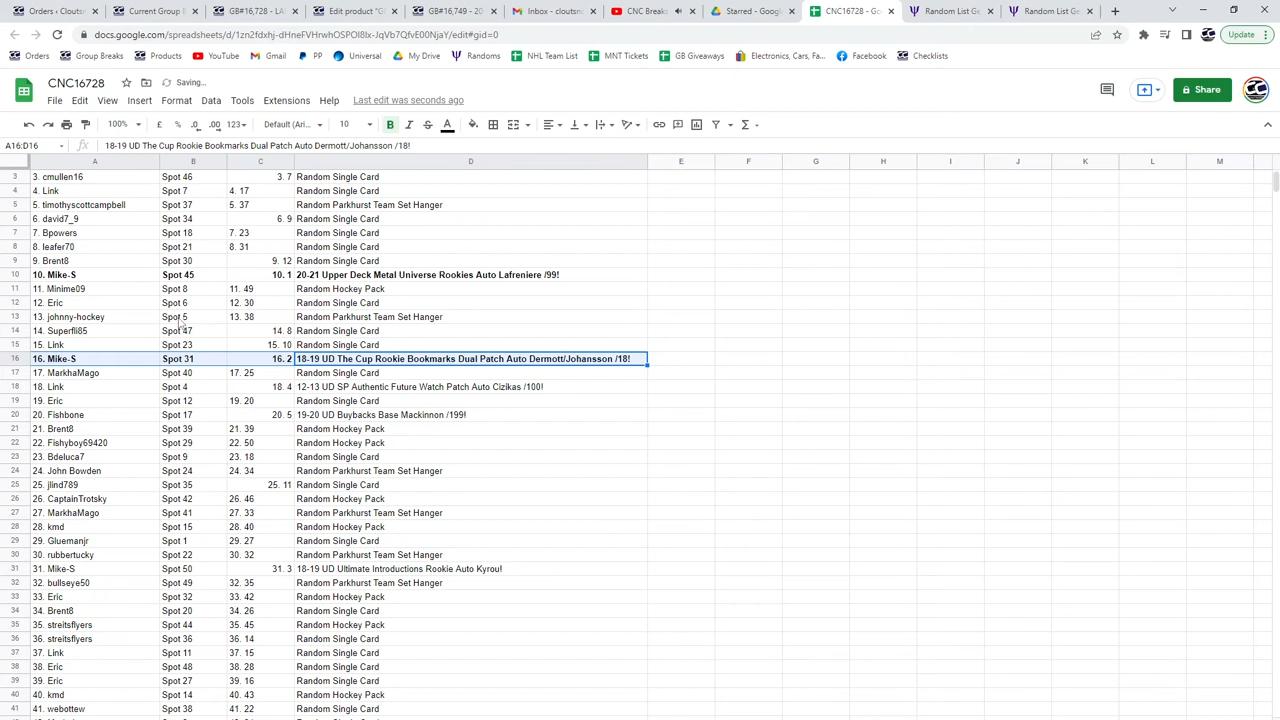 Orders - Cloutsn
Current Group B
GB#16,728 - LAT
Edit product "GB
GB#16,749 - 20
Inbox - cloutsno
CNC Breaks
Starred - Google
CNC16728 - Go
Random List Ge
Random List Ge
docs.google.com/spreadsheets/d/
Update
Orders Group Breaks Products YouTube Gmail PP Universal My Drive Randoms NHL Team List MNT Tickets GB Giveaways Electronics, Cars, Fa... Facebook Checklists
CNC16728 Saving...
File Edit View Insert Format Data Tools Extensions Help Last edit was seconds ago
Share
100% £ % .0 .00 123 Default (Ari... 10 B I S A
A16:D16 fx 18-19 UD The Cup Rookie Bookmarks Dual Patch Auto Dermott/Johansson /18!
A B C D E F G H I J K L M
3 3. cmullen16 Spot 46 3. 7 Random Single Card
4 4. Link Spot 7 4. 17 Random Single Card
5 5. timothyscottcampbell Spot 37 5. 37 Random Parkhurst Team Set Hanger
6 6. david7_9 Spot 34 6. 9 Random Single Card
7 7. Bpowers Spot 18 7. 23 Random Single Card
8 8. leafer70 Spot 21 8. 31 Random Single Card
9 9. Brent8 Spot 30 9. 12 Random Single Card
10 10. Mike-S Spot 45 10. 1 20-21 Upper Deck Metal Universe Rookies Auto Lafreniere /99!
11 11. Minime09 Spot 8 11. 49 Random Hockey Pack
12 12. Eric Spot 6 12. 30 Random Single Card
13 13. johnny-hockey Spot 5 13. 38 Random Parkhurst Team Set Hanger
14 14. Superfli85 Spot 47 14. 8 Random Single Card
15 15. Link Spot 23 15. 10 Random Single Card
16 16. Mike-S Spot 31 16. 2 18-19 UD The Cup Rookie Bookmarks Dual Patch Auto Dermott/Johansson /18!
17 17. MarkhaMago Spot 40 17. 25 Random Single Card
18 18. Link Spot 4 18. 4 12-13 UD SP Authentic Future Watch Patch Auto Cizikas /100!
19 19. Eric Spot 12 19. 20 Random Single Card
20 20. Fishbone Spot 17 20. 5 19-20 UD Buybacks Base Mackinnon /199!
21 21. Brent8 Spot 39 21. 39 Random Hockey Pack
22 22. Fishyboy69420 Spot 29 22. 50 Random Hockey Pack
23 23. Bdeluca7 Spot 9 23. 18 Random Single Card
24 24. John Bowden Spot 24 24. 34 Random Parkhurst Team Set Hanger
25 25. jlind789 Spot 35 25. 11 Random Single Card
26 26. CaptainTrotsky Spot 42 26. 46 Random Hockey Pack
27 27. MarkhaMago Spot 41 27. 33 Random Parkhurst Team Set Hanger
28 28. kmd Spot 15 28. 40 Random Hockey Pack
29 29. Gluemanjr Spot 1 29. 27 Random Single Card
30 30. rubbertucky Spot 22 30. 32 Random Parkhurst Team Set Hanger
31 31. Mike-S Spot 50 31. 3 18-19 UD Ultimate Introductions Rookie Auto Kyrou!
32 32. bullseye50 Spot 49 32. 35 Random Parkhurst Team Set Hanger
33 33. Eric Spot 32 33. 42 Random Hockey Pack
34 34. Brent8 Spot 20 34. 26 Random Single Card
35 35. streitsflyers Spot 44 35. 45 Random Hockey Pack
36 36. streitsflyers Spot 36 36. 14 Random Single Card
37 37. Link Spot 11 37. 15 Random Single Card
38 38. Eric Spot 48 38. 28 Random Single Card
39 39. Eric Spot 27 39. 16 Random Single Card
40 40. kmd Spot 14 40. 43 Random Hockey Pack
41 41. webottew Spot 38 41. 22 Random Single Card